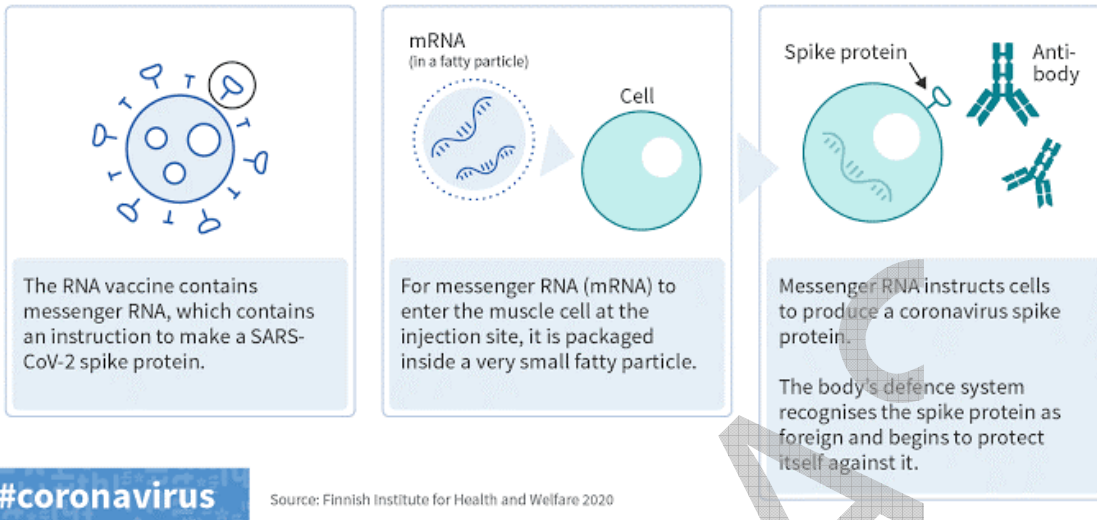 mRNA
(in a fatty particle)
Cell
Spike protein
Anti-
body
The RNA vaccine contains
messenger RNA, which contains
an instruction to make a SARS-
CoV-2 spike protein.
For messenger RNA (mRNA) to
enter the muscle cell at the
injection site, it is packaged
inside a very small fatty particle.
Messenger RNA instructs cells
to produce a coronavirus spike
protein.
The body's defence system
recognises the spike protein as
foreign and begins to protect
itself against it.
#coronavirus
Source: Finnish Institute for Health and Welfare 2020